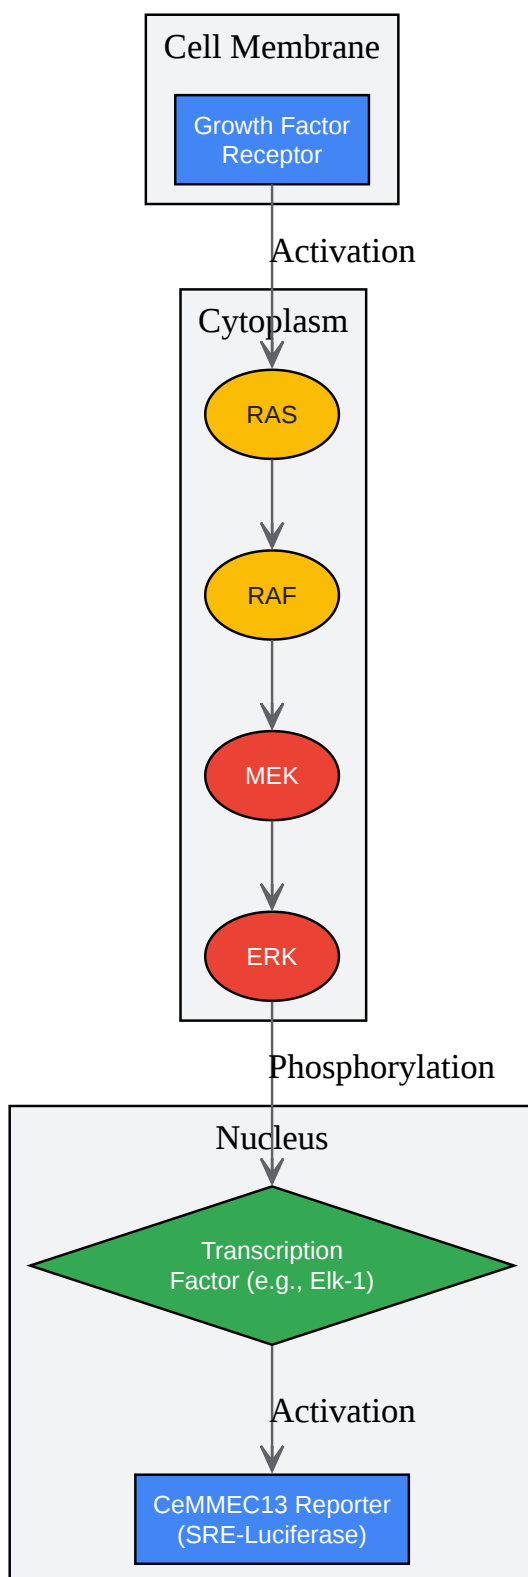 Cell Membrane
Growth Factor
Receptor
Activation
Cytoplasm
RAS
RAF
MEK
ERK
Phosphorylation
Nucleus
Transcription
Factor (e.g., Elk-1)
Activation
CeMMEC13 Reporter
(SRE-Luciferase)